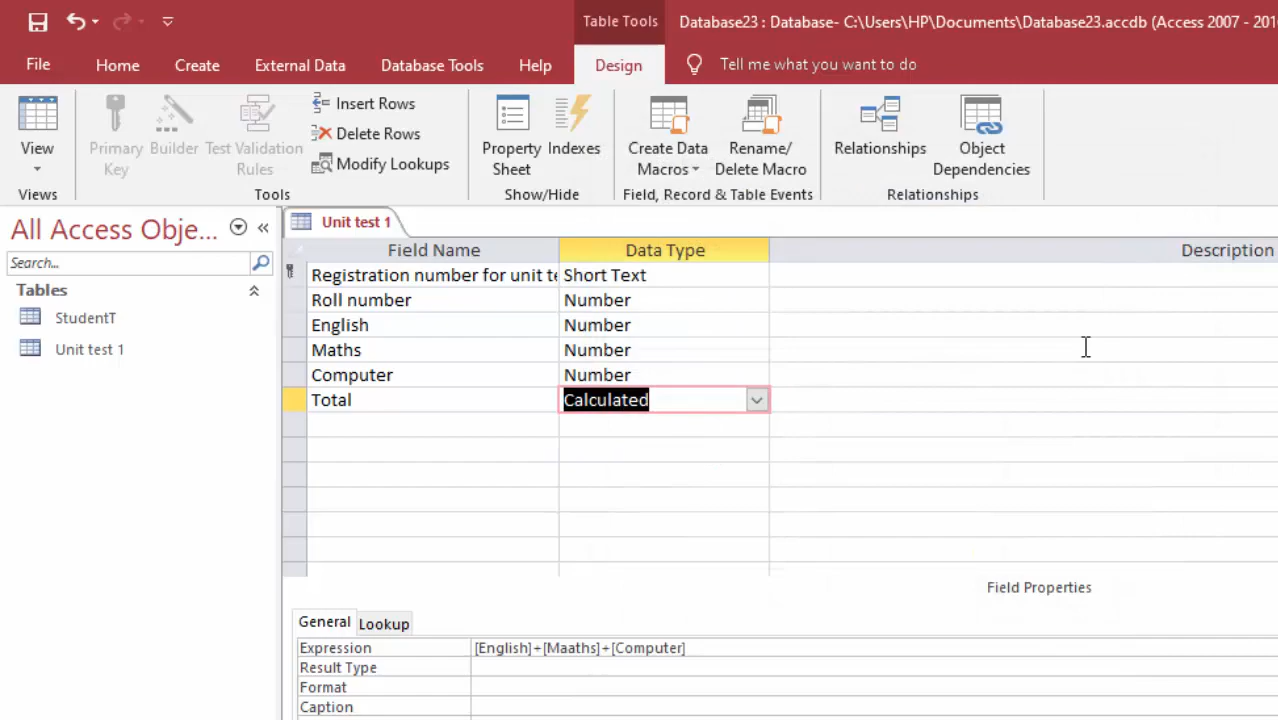 Table Tools
Database23 : Database- C:\Users\HP\Documents\Database23.accdb (Access 2007 - 201
File
Home
Create
External Data
Database Tools
Help
Design
Tell me what you want to do
View
Views
Primary Key
Builder
Test Validation Rules
Insert Rows
Delete Rows
Modify Lookups
Tools
Property Sheet
Indexes
Show/Hide
Create Data Macros
Rename/ Delete Macro
Field, Record & Table Events
Relationships
Object Dependencies
Relationships
All Access Obje...
Search...
Tables
StudentT
Unit test 1
Unit test 1
Field Name Data Type Description
Registration number for unit te Short Text
Roll number Number
English Number
Maths Number
Computer Number
Total Calculated
Field Properties
General Lookup
Expression [English]+[Maaths]+[Computer]
Result Type
Format
Caption